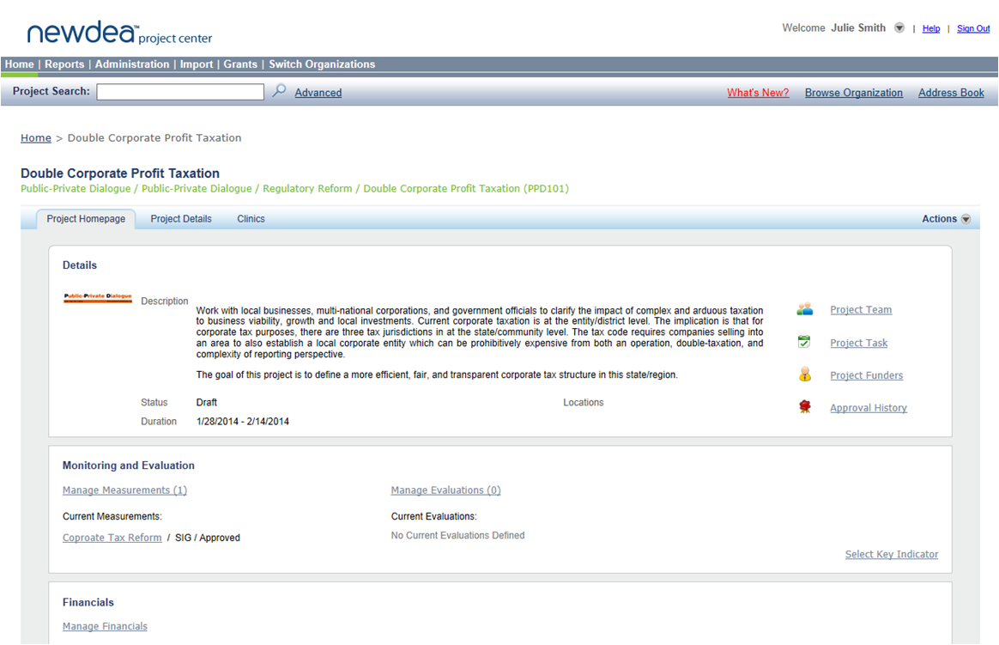 newdea™ project center
Welcome Julie Smith | Help | Sign Out
Home | Reports | Administration | Import | Grants | Switch Organizations
Project Search: Advanced What's New? Browse Organization Address Book
Home > Double Corporate Profit Taxation
Double Corporate Profit Taxation
Public-Private Dialogue / Public-Private Dialogue / Regulatory Reform / Double Corporate Profit Taxation (PPD101)
Project Homepage Project Details Clinics Actions
Details
Public-Private Dialogue
Description
Work with local businesses, multi-national corporations, and government officials to clarify the impact of complex and arduous taxation
to business viability, growth and local investments. Current corporate taxation is at the entity/district level. The implication is that for
corporate tax purposes, there are three tax jurisdictions in at the state/community level. The tax code requires companies selling into
an area to also establish a local corporate entity which can be prohibitively expensive from both an operation, double-taxation, and
complexity of reporting perspective.
The goal of this project is to define a more efficient, fair, and transparent corporate tax structure in this state/region.
Project Team
Project Task
Project Funders
Approval History
Status Draft Locations
Duration 1/28/2014 - 2/14/2014
Monitoring and Evaluation
Manage Measurements (1) Manage Evaluations (0)
Current Measurements: Current Evaluations:
Coproate Tax Reform / SIG / Approved No Current Evaluations Defined
Select Key Indicator
Financials
Manage Financials